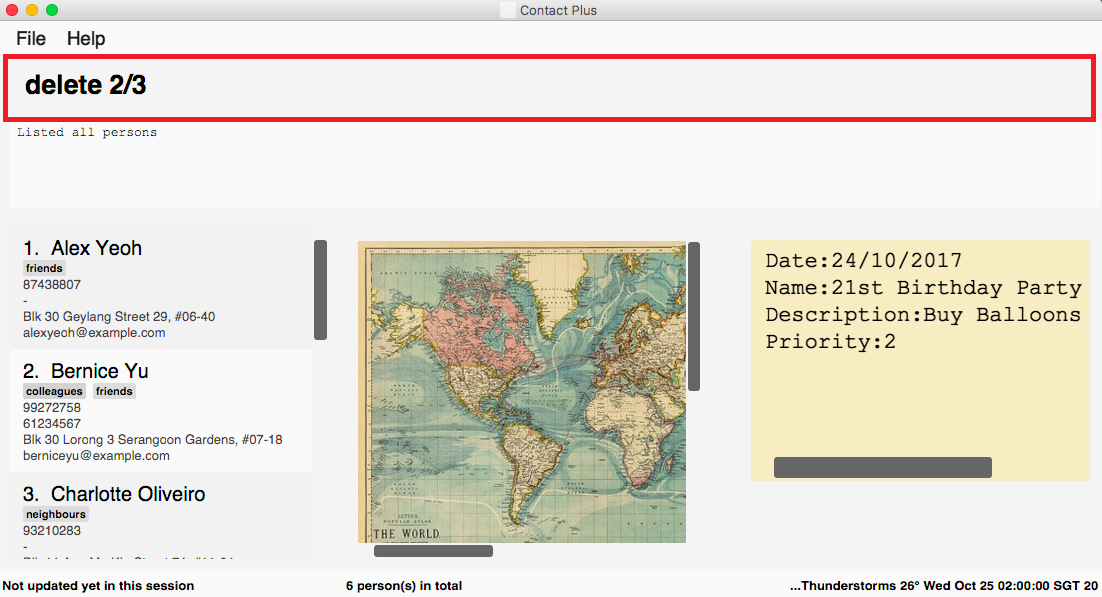 Contact Plus
File Help
delete 2/3
Listed all persons
1. Alex Yeoh
friends
87438807
-
Blk 30 Geylang Street 29, #06-40
alexyeoh@example.com
2. Bernice Yu
colleagues friends
99272758
61234567
Blk 30 Lorong 3 Serangoon Gardens, #07-18
berniceyu@example.com
3. Charlotte Oliveiro
neighbours
93210283
-
LETTS'S
POPULAR ATLAS.
THE WORLD.
Date:24/10/2017
Name:21st Birthday Party
Description:Buy Balloons
Priority:2
Not updated yet in this session
6 person(s) in total
...Thunderstorms 26° Wed Oct 25 02:00:00 SGT 20